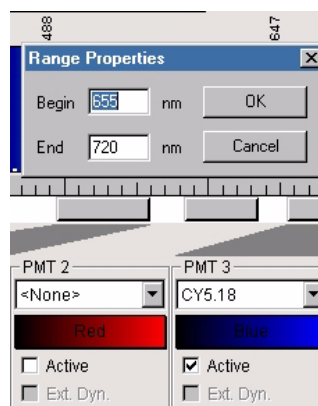 488 647
Range Properties
Begin 655 nm OK
End 720 nm Cancel
PMT 2 PMT 3
<None> CY5.18
Red Blue
Active Active
Ext. Dyn. Ext. Dyn.